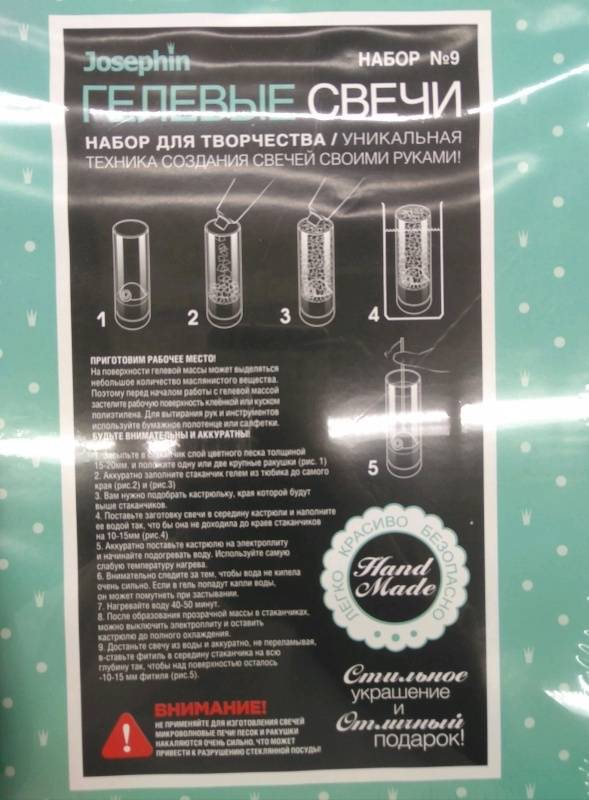 Josephin
НАБОР №9
ГЕЛЕВЫЕ СВЕЧИ
НАБОР ДЛЯ ТВОРЧЕСТВА / УНИКАЛЬНАЯ
ТЕХНИКА СОЗДАНИЯ СВЕЧЕЙ СВОИМИ РУКАМИ!
1
2
3
4
5
ПРИГОТОВИМ РАБОЧЕЕ МЕСТО!
На поверхности гелевой массы может выделяться
небольшое количество маслянистого вещества.
Поэтому перед началом работы с гелевой массой
застелите рабочую поверхность клеёнкой или куском
полиэтилена. Для вытирания рук и инструментов
используйте бумажное полотенце или салфетки.
БУДЬТЕ ВНИМАТЕЛЬНЫ И АККУРАТНЫ!
1. Засыпьте в стаканчик слой цветного песка толщиной
15-20мм. и положите одну или две крупные ракушки (рис. 1)
2. Аккуратно заполните стаканчик гелем из тюбика до самого
края (рис.2) и (рис.3)
3. Вам нужно подобрать кастрюльку, края которой будут
выше стаканчиков.
4. Поставьте заготовку свечи в середину кастрюли и наполните
ее водой так, что бы она не доходила до краев стаканчиков
на 10-15мм (рис.4)
5. Аккуратно поставьте кастрюлю на электроплиту
и начинайте подогревать воду. Используйте самую
слабую температуру нагрева.
6. Внимательно следите за тем, чтобы вода не кипела
очень сильно. Если в гель попадут капли воды,
он может помутнеть при застывании.
7. Нагревайте воду 40-50 минут.
8. После образования прозрачной массы в стаканчиках,
можно выключить электроплиту и оставить
кастрюлю до полного охлаждения.
9. Достаньте свечу из воды и аккуратно, не переламывая,
в-ставьте фитиль в середину стаканчика на всю
глубину так, чтобы над поверхностью осталось
-10-15 мм фитиля (рис.5).
ЛЕГКО КРАСИВО БЕЗОПАСНО
Hand
Made
Стильное
украшение
и
Отличный
подарок!
ВНИМАНИЕ!
НЕ ПРИМЕНЯЙТЕ ДЛЯ ИЗГОТОВЛЕНИЯ СВЕЧЕЙ
МИКРОВОЛНОВЫЕ ПЕЧИ! ПЕСОК И РАКУШКИ
НАКАЛЯЮТСЯ ОЧЕНЬ СИЛЬНО, ЧТО МОЖЕТ
ПРИВЕСТИ К РАЗРУШЕНИЮ СТЕКЛЯННОЙ ПОСУДЫ!